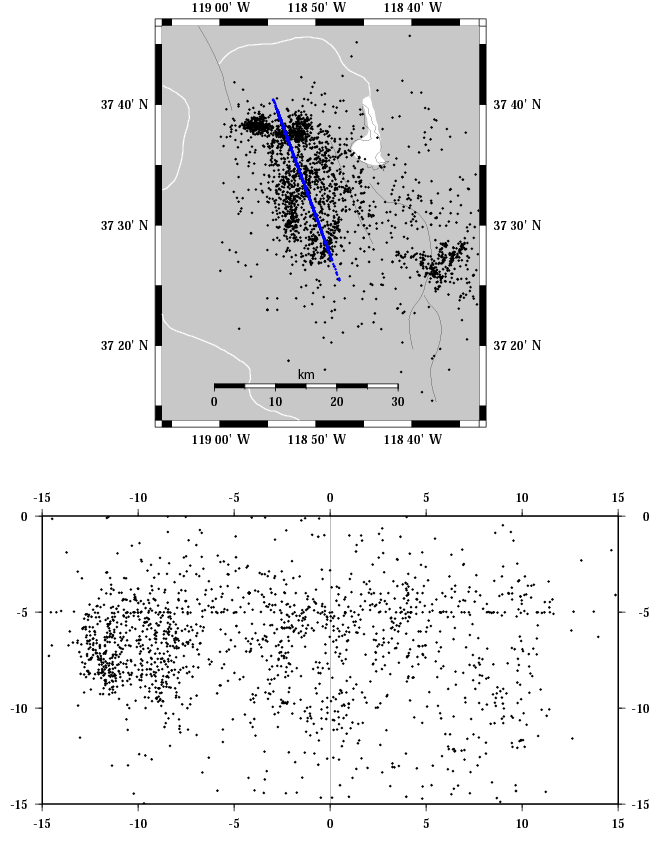 119 00' W 118 50' W 118 40' W
37 40' N 37 40' N
37 30' N 37 30' N
37 20' N 37 20' N
km
0 10 20 30
119 00' W 118 50' W 118 40' W
-15 -10 -5 0 5 10 15
0 0
-5 -5
-10 -10
-15 -15
-15 -10 -5 0 5 10 15